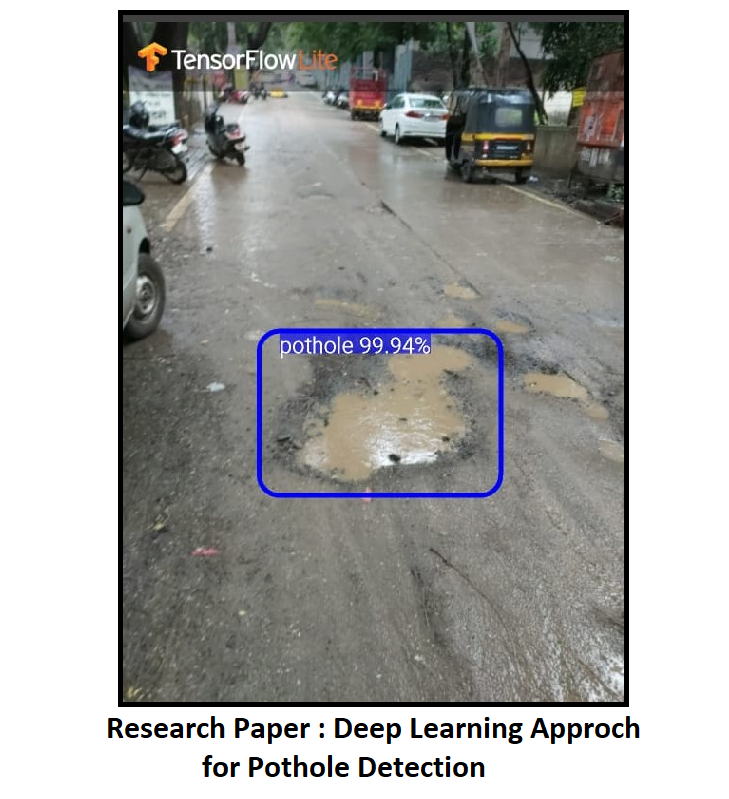 TensorFlow Lite
pothole 99.94%
Research Paper : Deep Learning Approch
for Pothole Detection